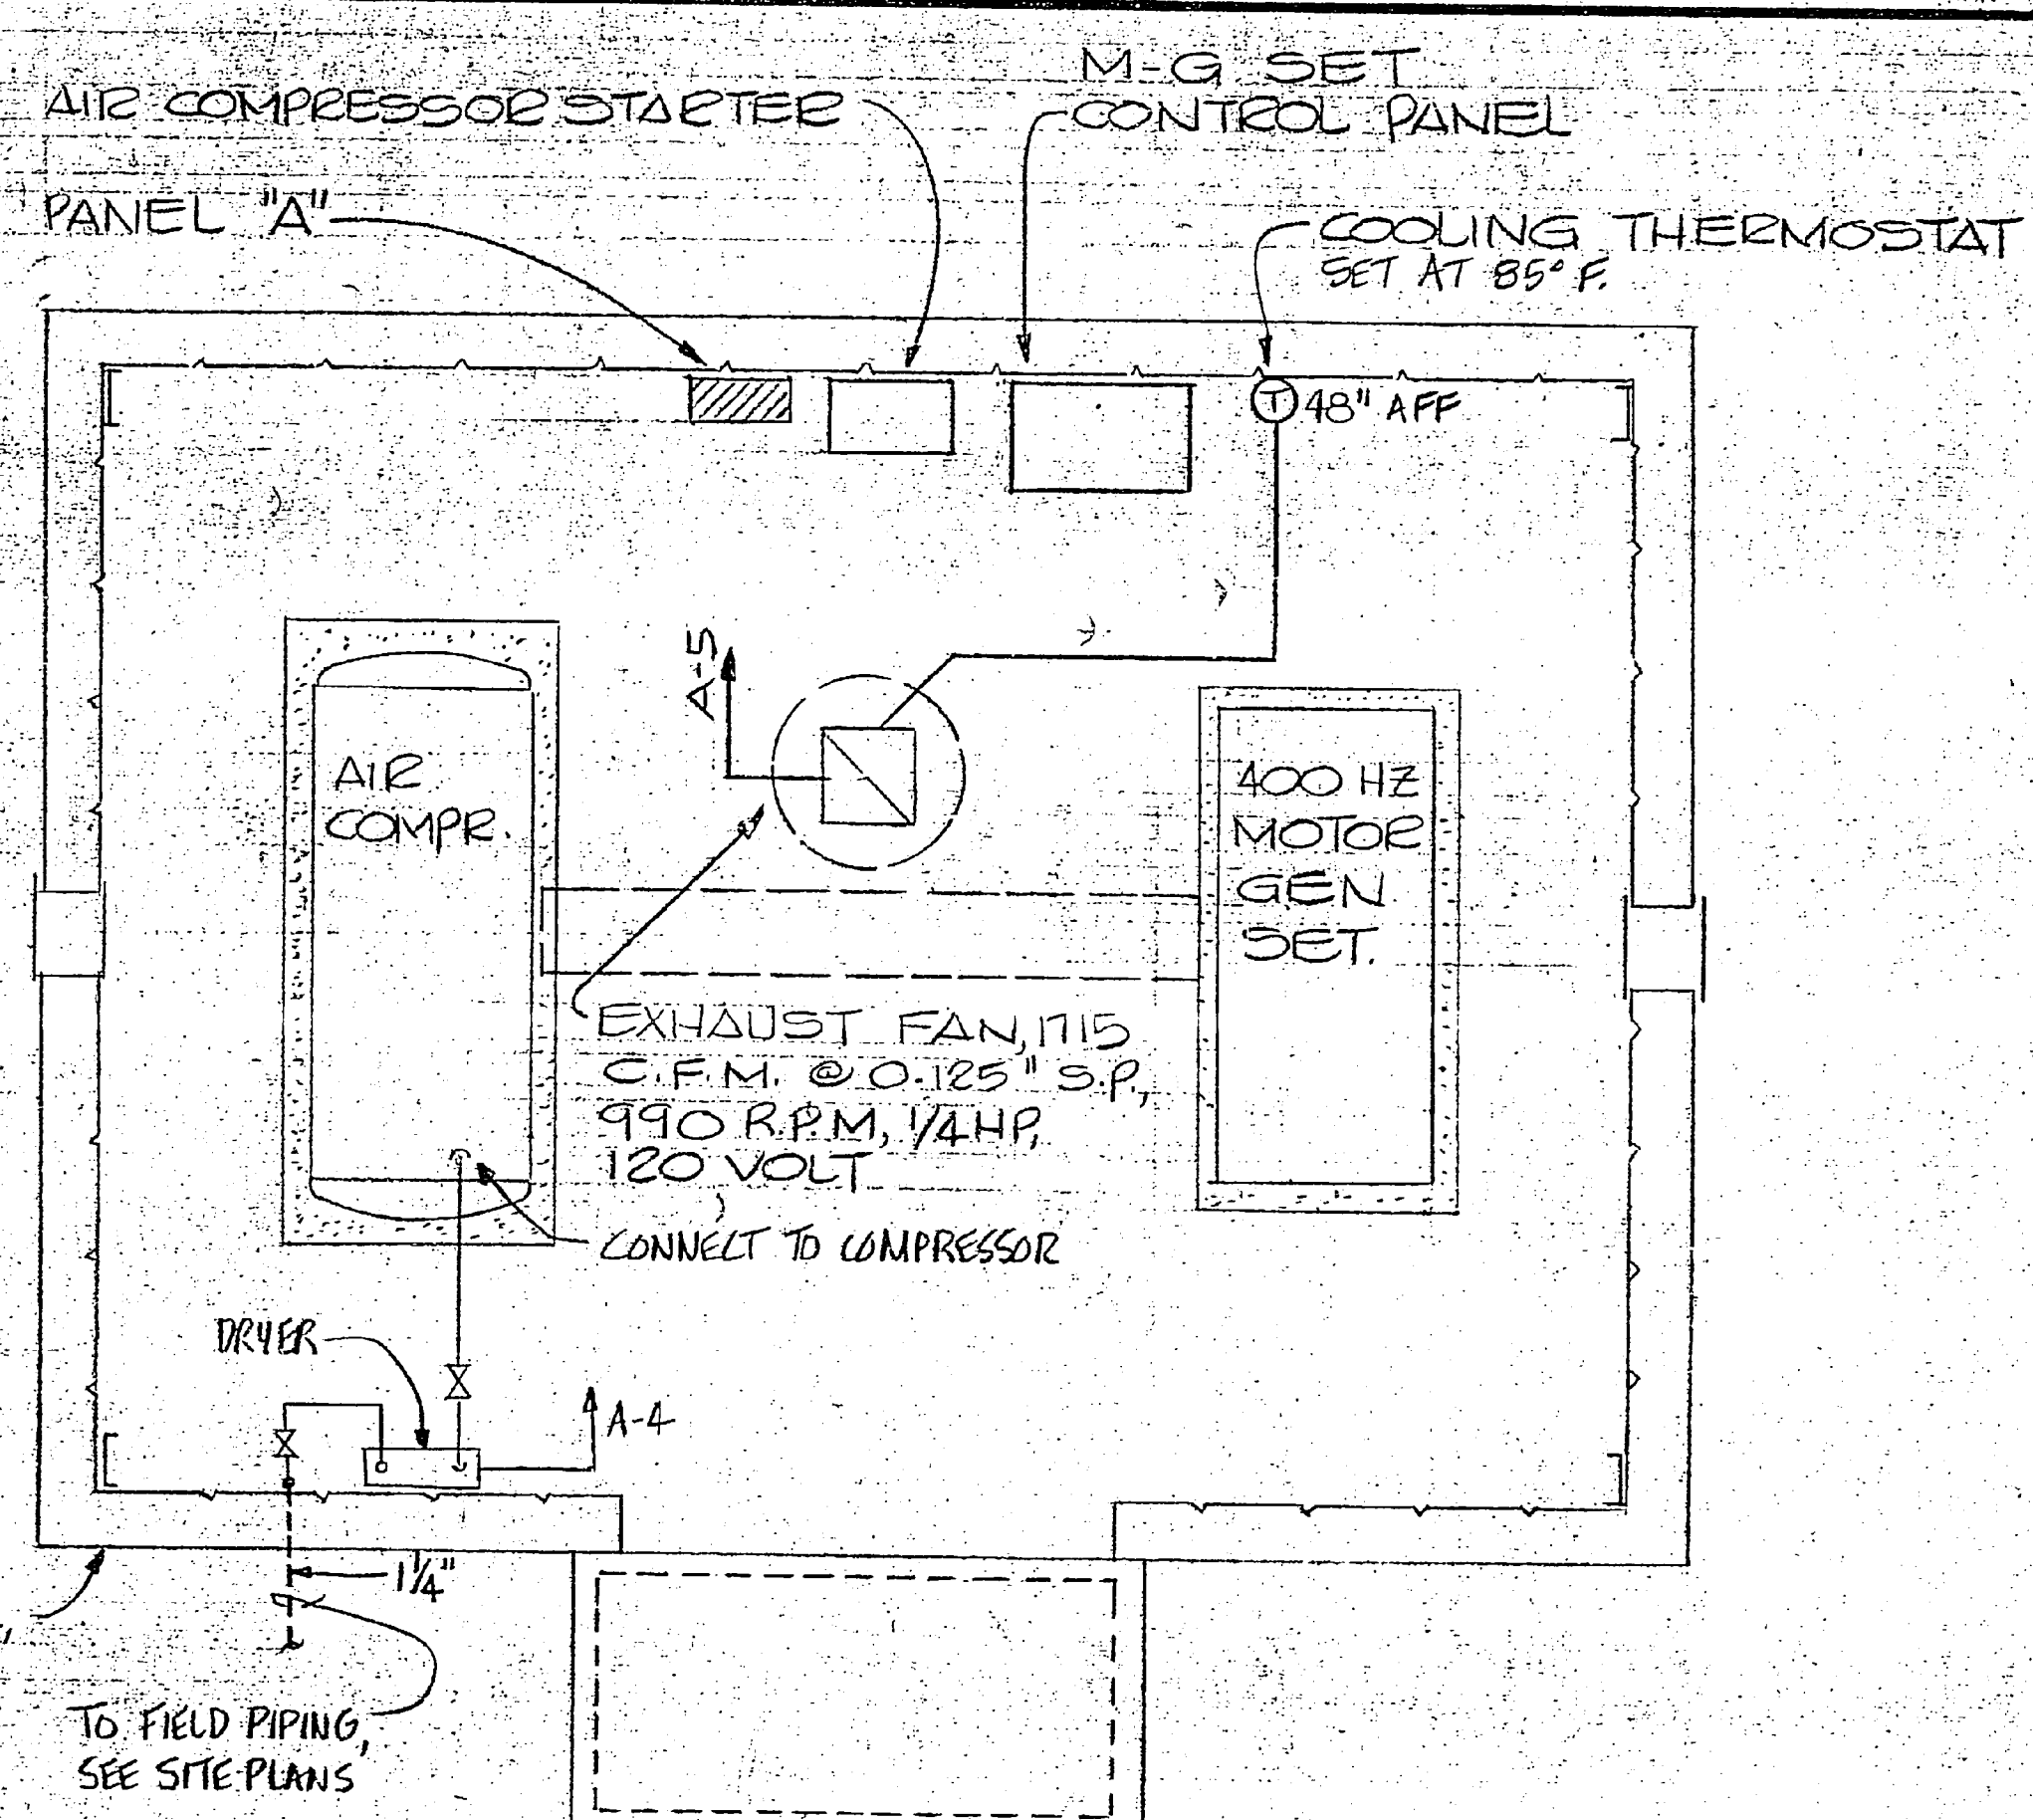 M-G SET
CONTROL PANEL
AIR COMPRESSOR STARTER
PANEL "A"
COOLING THERMOSTAT
SET AT 85° F.
T
48" AFF
A-5
AIR
COMPR.
400 HZ
MOTOR
GEN
SET.
EXHAUST FAN, 1715
C.F.M. @ 0.125" S.P.,
990 R.P.M, 1/4 HP,
120 VOLT
CONNECT TO COMPRESSOR
DRYER
A-4
1 1/4"
TO FIELD PIPING,
SEE SITE PLANS